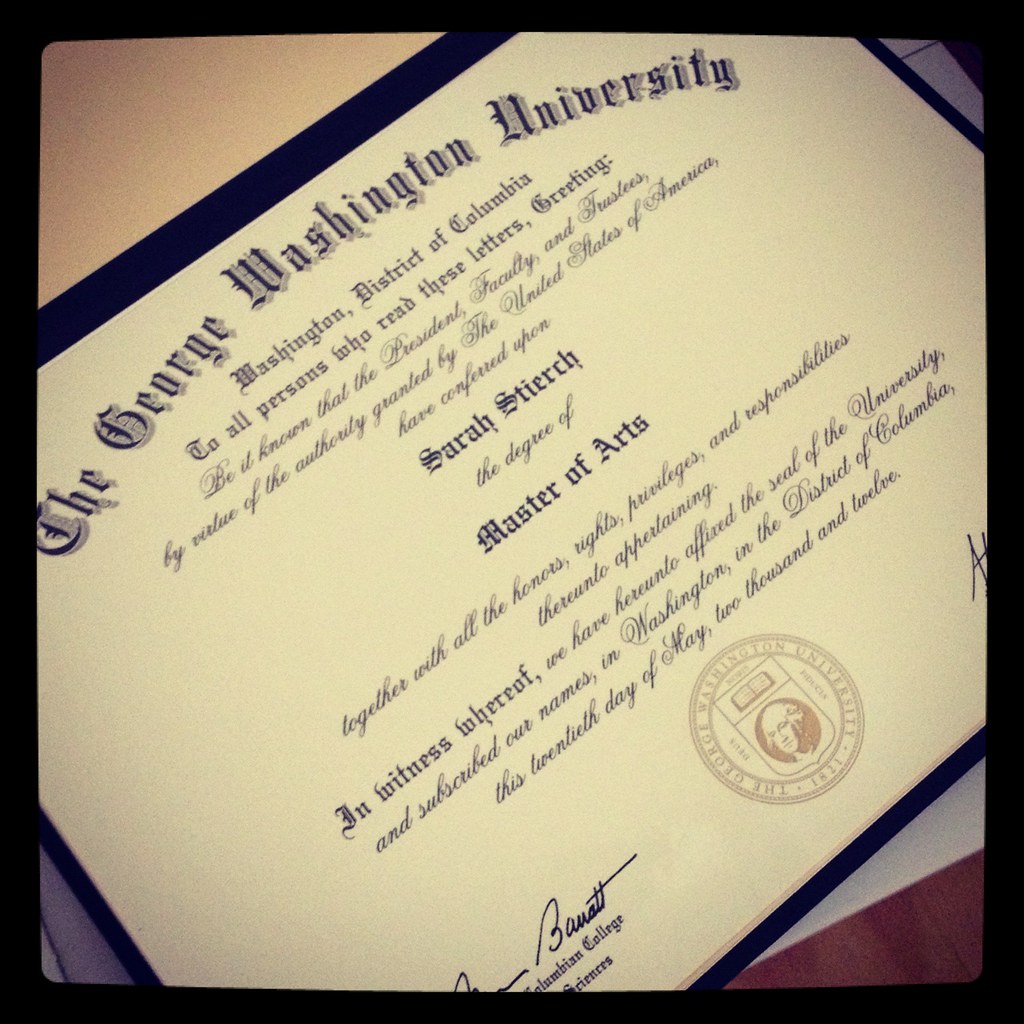 The George Washington University
Washington, District of Columbia
To all persons who read these letters, Greeting:
Be it known that the President, Faculty, and Trustees,
by virtue of the authority granted by The United States of America,
have conferred upon
Sarah Stierch
the degree of
Master of Arts
together with all the honors, rights, privileges, and responsibilities
thereunto appertaining.
In witness whereof, we have hereunto affixed the seal of the University,
and subscribed our names, in Washington, in the District of Columbia,
this twentieth day of May, two thousand and twelve.
THE GEORGE WASHINGTON UNIVERSITY · 1821 ·
DEUS
NOBIS
FIDUCIA
Barratt
Columbian College
Sciences